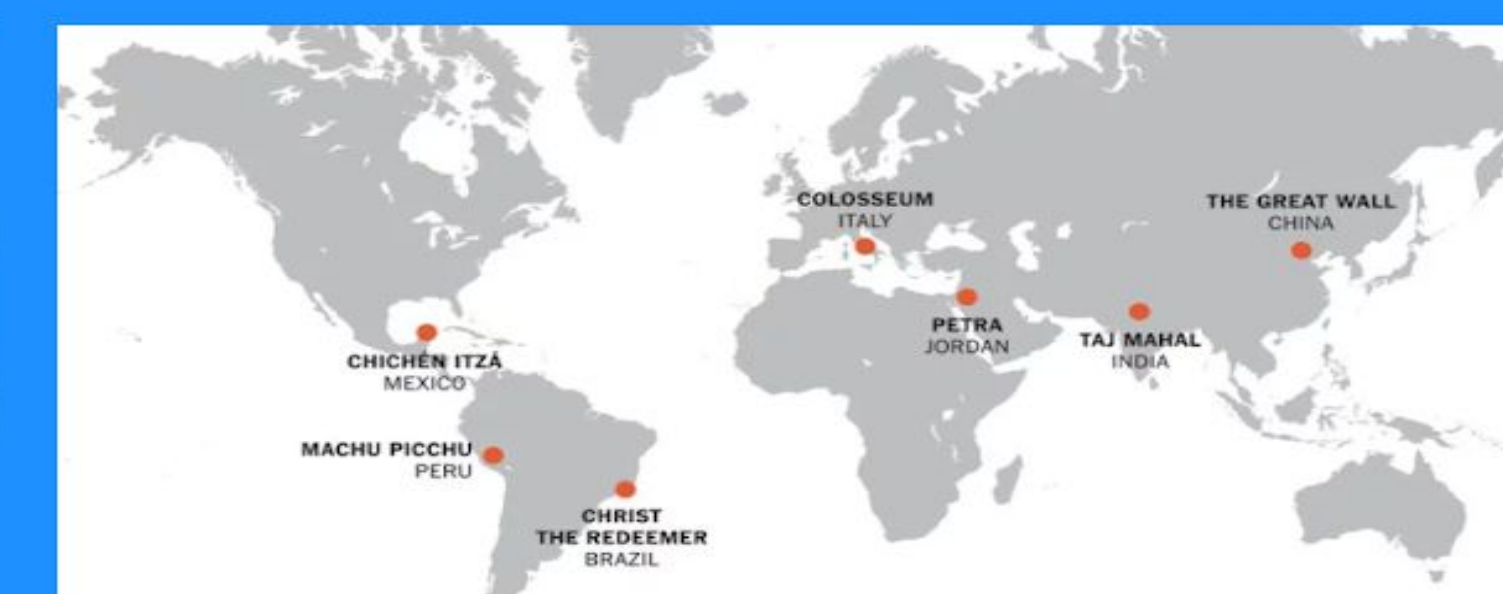 COLOSSEUM
ITALY
THE GREAT WALL
CHINA
PETRA
JORDAN
TAJ MAHAL
INDIA
CHICHÉN ITZÁ
MEXICO
MACHU PICCHU
PERU
CHRIST
THE REDEEMER
BRAZIL